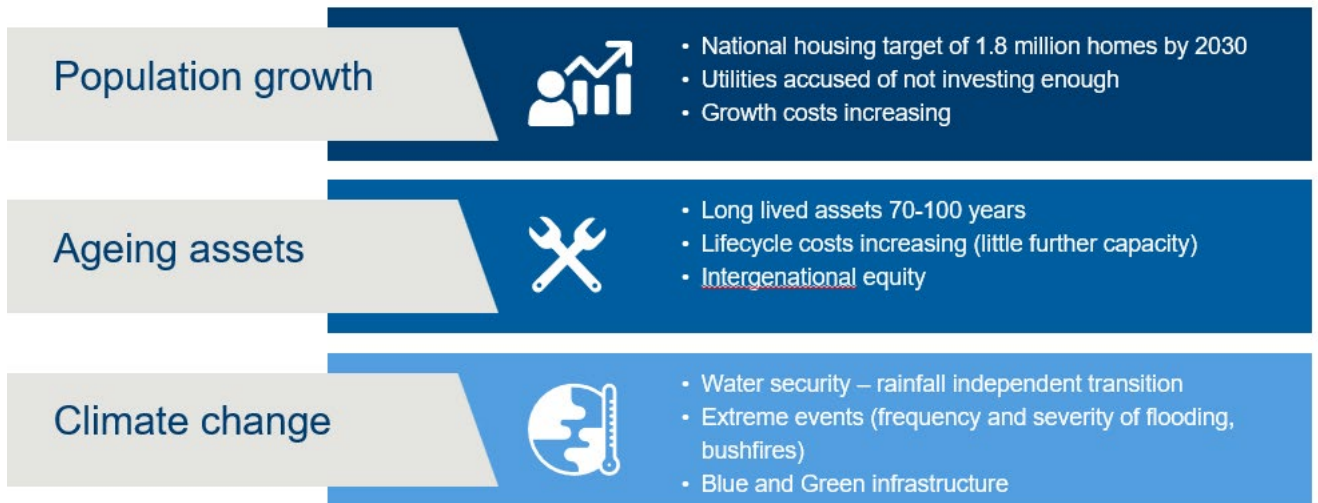 Population growth
• National housing target of 1.8 million homes by 2030
• Utilities accused of not investing enough
• Growth costs increasing
Ageing assets
• Long lived assets 70-100 years
• Lifecycle costs increasing (little further capacity)
• Intergenational equity
Climate change
• Water security – rainfall independent transition
• Extreme events (frequency and severity of flooding,
bushfires)
• Blue and Green infrastructure